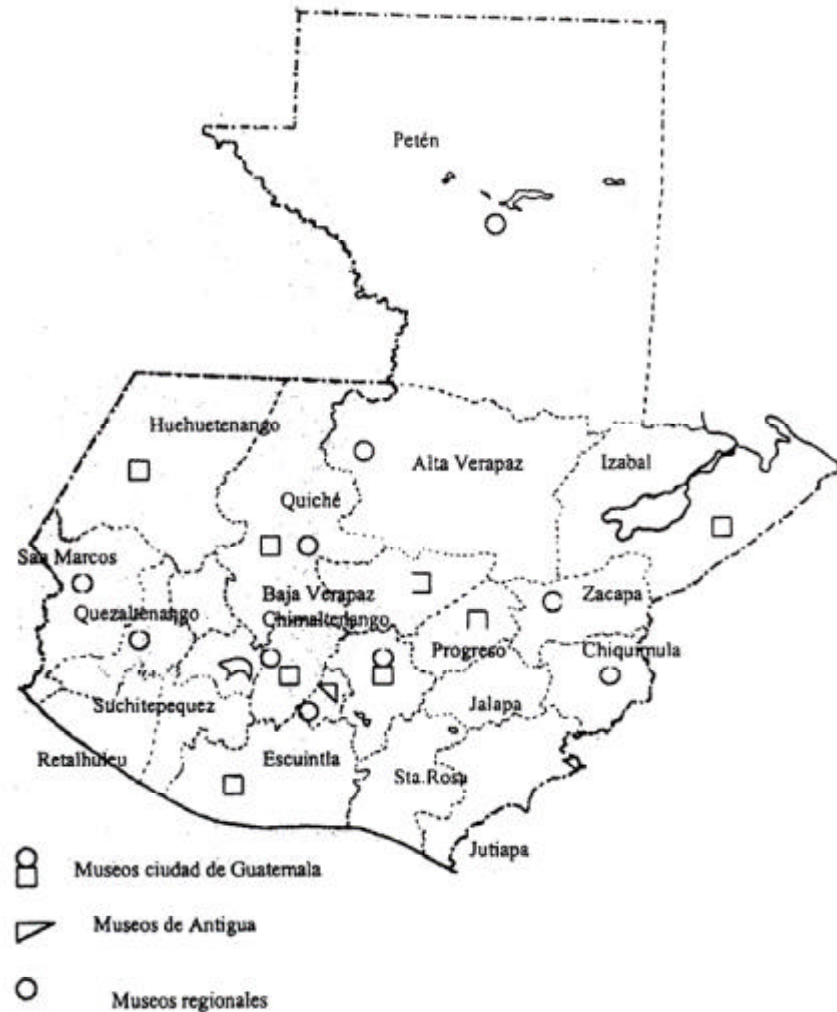 Petén
Huehuetenango
Alta Verapaz
Izabal
Quiché
San Marcos
Baja Verapaz
Zacapa
Quezaltenango
Chimaltenango
Progreso
Chiquimula
Suchitepequez
Jalapa
Retalhuleu
Escuintla
Sta. Rosa
Jutiapa
Museos ciudad de Guatemala
Museos de Antigua
Museos regionales